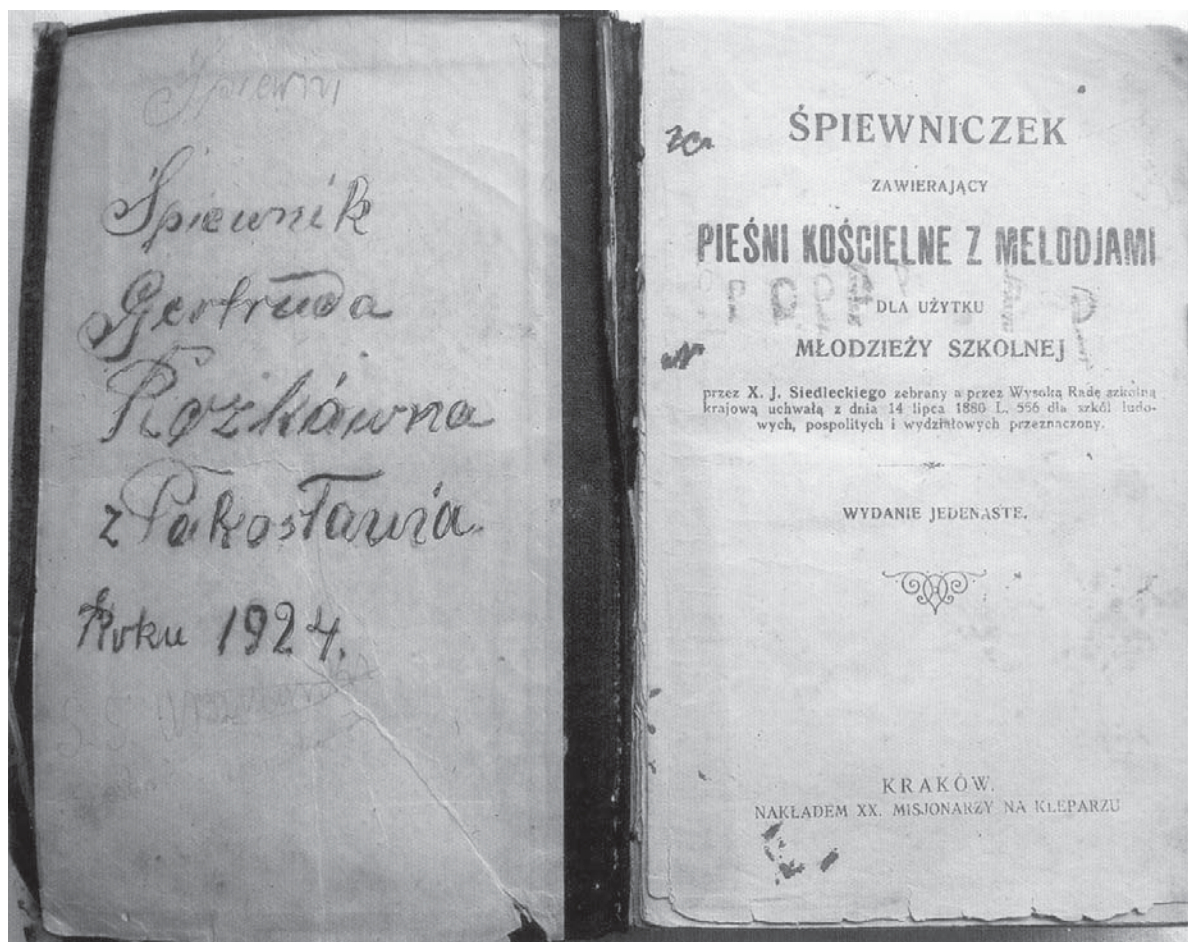 Śpiewni
Śpiewnik
Gertruda
Rozkówna
z Pakosławia.
Roku 1924.
S. S.
ŚPIEWNICZEK
ZAWIERAJĄCY
PIEŚNI KOŚCIELNE Z MELODJAMI
DLA UŻYTKU
MŁODZIEŻY SZKOLNEJ
przez X. J. Siedleckiego zebrany a przez Wysoką Radę szkolną
krajową uchwałą z dnia 14 lipca 1880 L. 556 dla szkół ludo-
wych, pospolitych i wydziałowych przeznaczony.
WYDANIE JEDENASTE.
KRAKÓW.
NAKŁADEM XX. MISJONARZY NA KLEPARZU